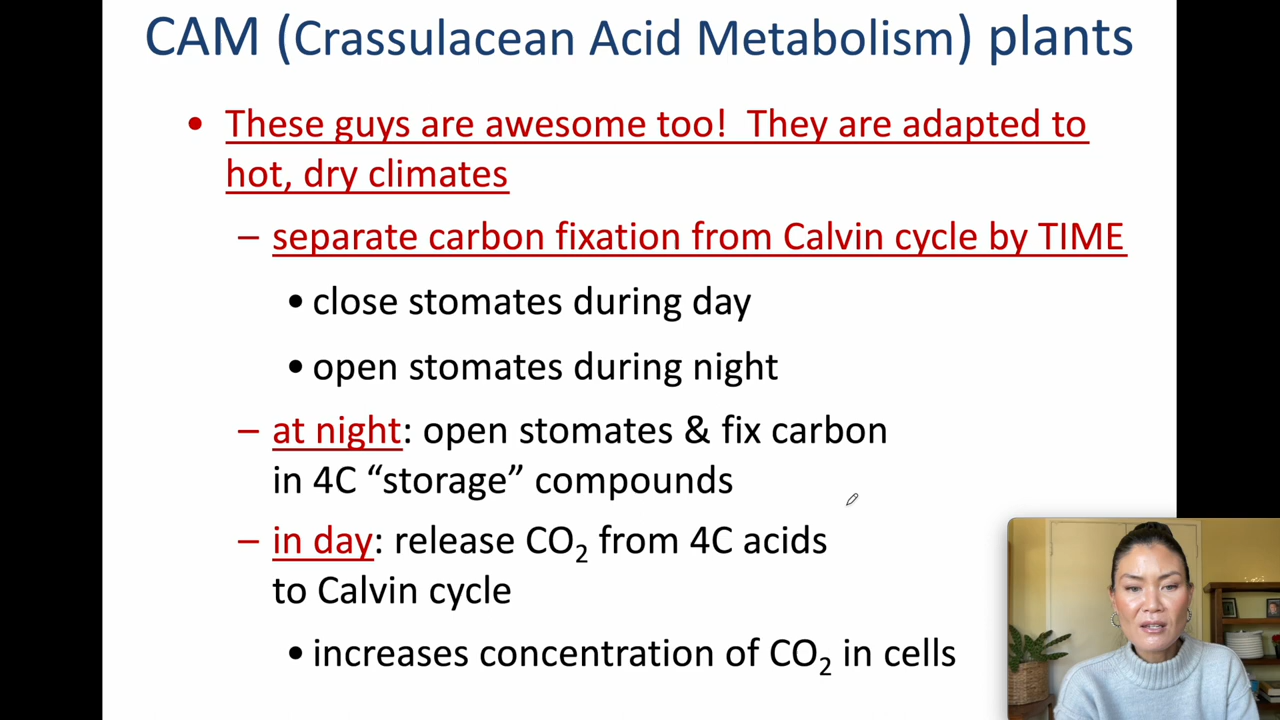 CAM (Crassulacean Acid Metabolism) plants
• These guys are awesome too! They are adapted to
hot, dry climates
– separate carbon fixation from Calvin cycle by TIME
• close stomates during day
• open stomates during night
– at night: open stomates & fix carbon
in 4C “storage” compounds
– in day: release CO₂ from 4C acids
to Calvin cycle
• increases concentration of CO₂ in cells